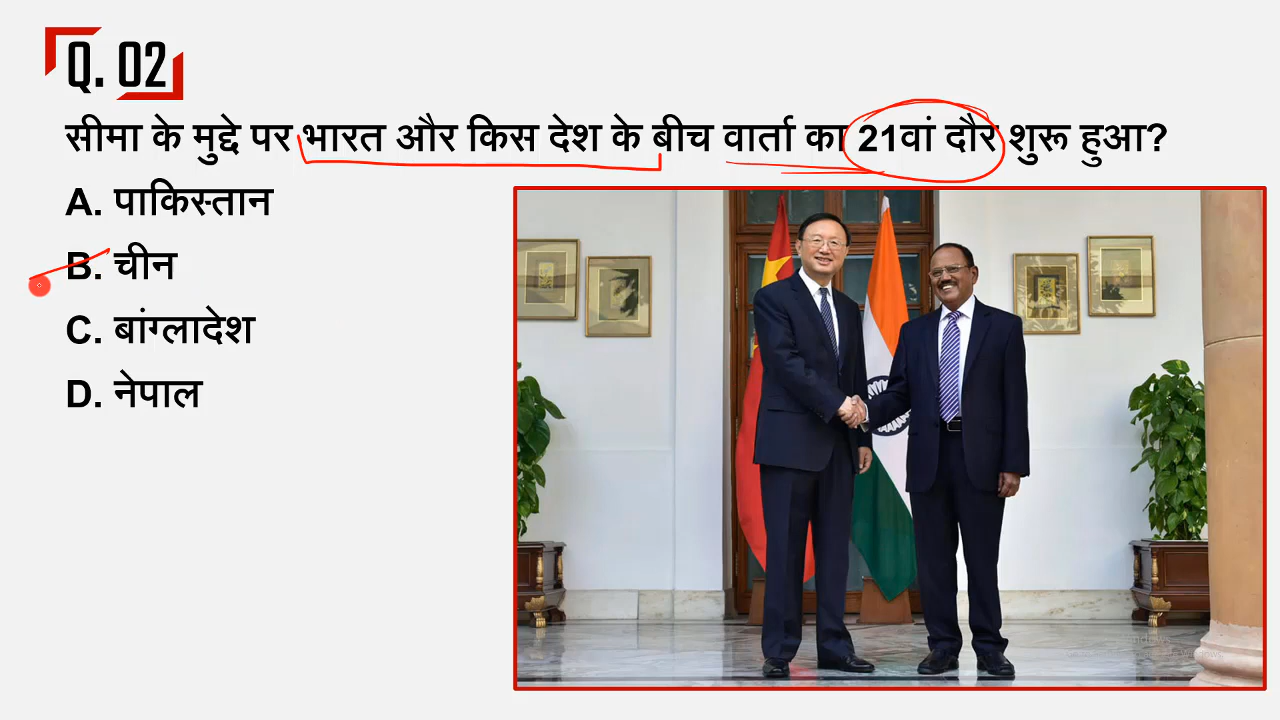 Q. 02
सीमा के मुद्दे पर भारत और किस देश के बीच वार्ता का 21वां दौर शुरू हुआ?
A. पाकिस्तान
B. चीन
C. बांग्लादेश
D. नेपाल